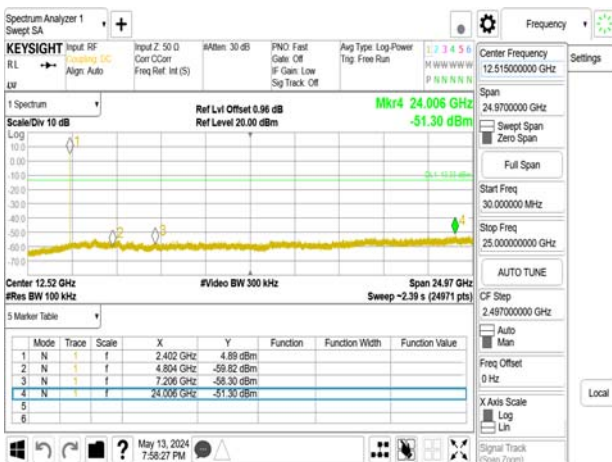 Spectrum Analyzer 1
Swept SA
Frequency
KEYSIGHT
RL
Input: RF
Coupling: DC
Align: Auto
Input Z: 50 Ω
Corr CCorr
Freq Ref: Int (S)
#Atten: 30 dB
PNO: Fast
Gate: Off
IF Gain: Low
Sig Track: Off
Avg Type: Log-Power
Trig: Free Run
1 2 3 4 5 6
M W W W W W
P N N N N N
1 Spectrum
Scale/Div 10 dB
Ref Lvl Offset 0.96 dB
Ref Level 20.00 dBm
Mkr4 24.006 GHz
-51.30 dBm
Log
10.0
0.00
-10.0
-20.0
-30.0
-40.0
-50.0
-60.0
-70.0
1
2
3
4
Center 12.52 GHz
#Res BW 100 kHz
#Video BW 300 kHz
Span 24.97 GHz
Sweep ~2.39 s (24971 pts)
5 Marker Table
Mode Trace Scale X Y Function Function Width Function Value
1 N 1 f 2.402 GHz 4.89 dBm
2 N 1 f 4.804 GHz -59.82 dBm
3 N 1 f 7.206 GHz -58.30 dBm
4 N 1 f 24.006 GHz -51.30 dBm
5
6
May 13, 2024
7:58:27 PM
Center Frequency
12.515000000 GHz
Span
24.9700000 GHz
Swept Span
Zero Span
Full Span
Start Freq
30.000000 MHz
Stop Freq
25.000000000 GHz
AUTO TUNE
CF Step
2.497000000 GHz
Auto
Man
Freq Offset
0 Hz
X Axis Scale
Log
Lin
Signal Track
(Span Zoom)
Settings
Local